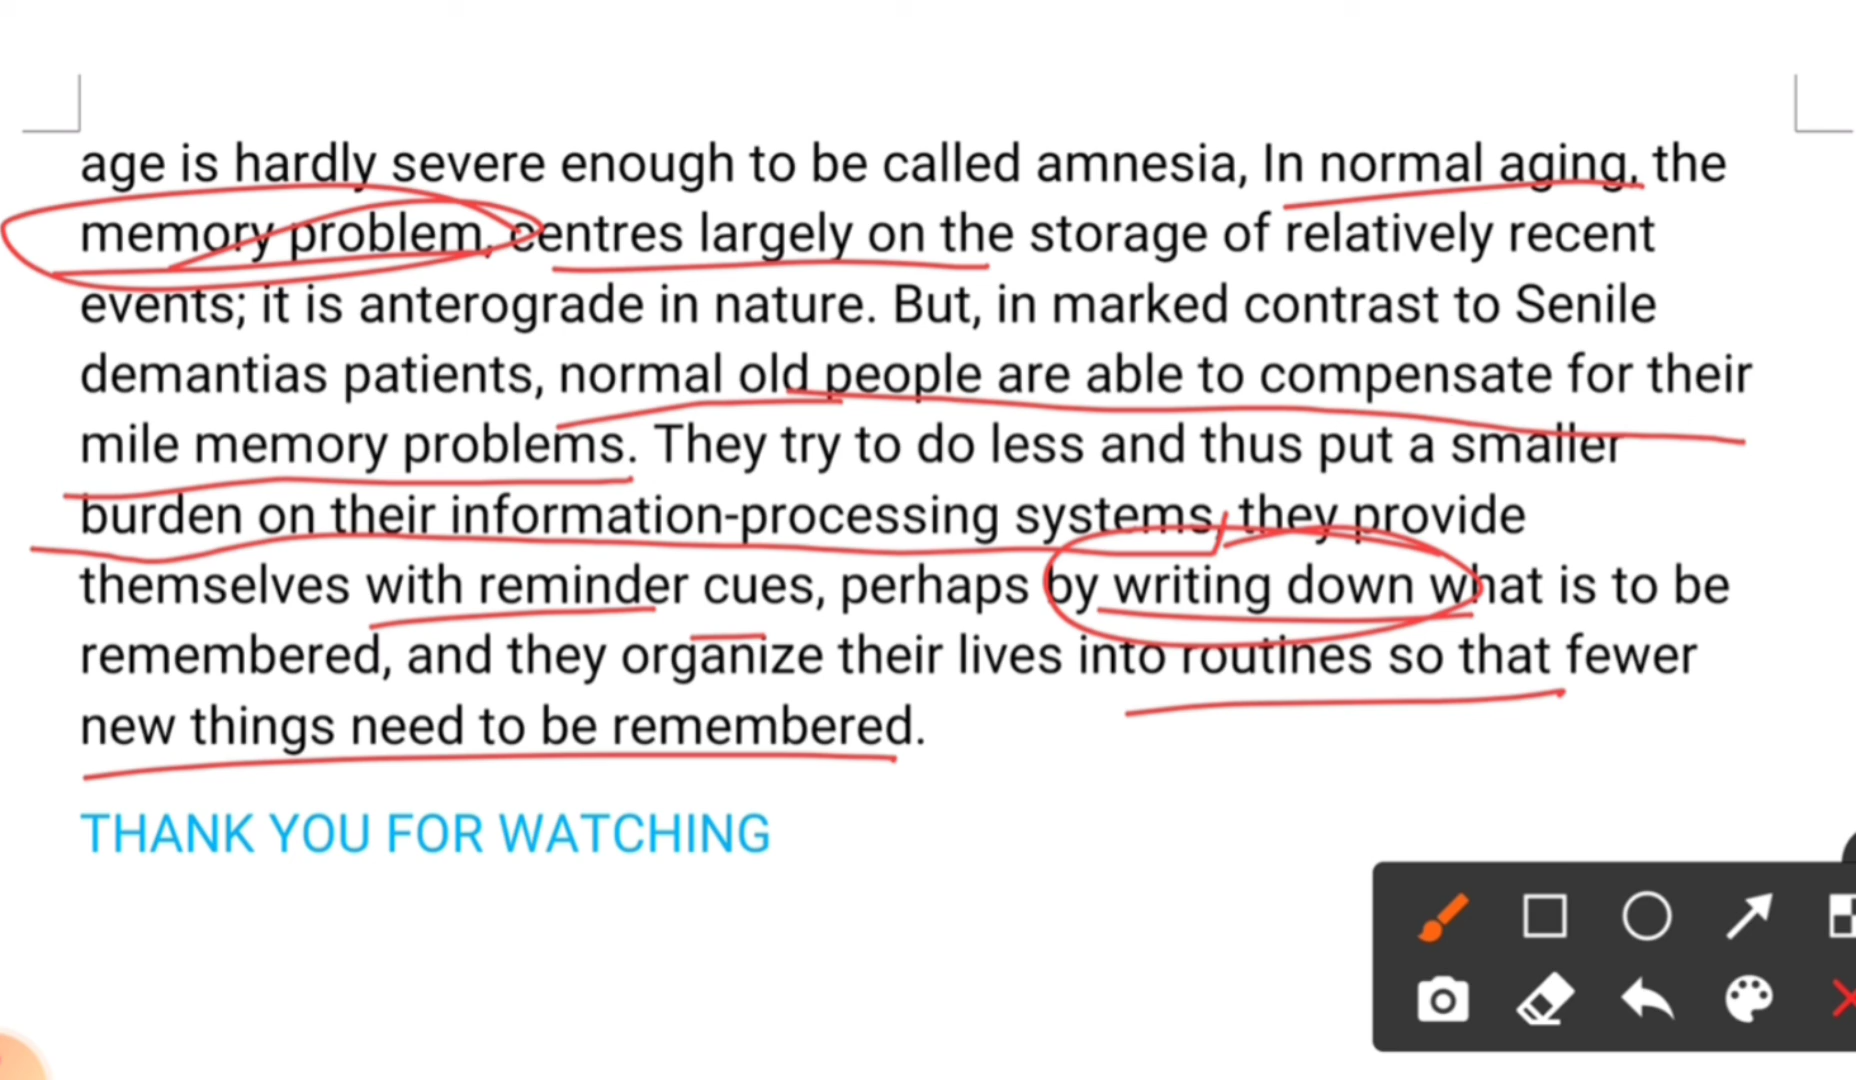 age is hardly severe enough to be called amnesia, In normal aging, the
memory problem, centres largely on the storage of relatively recent
events; it is anterograde in nature. But, in marked contrast to Senile
demantias patients, normal old people are able to compensate for their
mile memory problems. They try to do less and thus put a smaller
burden on their information-processing systems, they provide
themselves with reminder cues, perhaps by writing down what is to be
remembered, and they organize their lives into routines so that fewer
new things need to be remembered.
THANK YOU FOR WATCHING